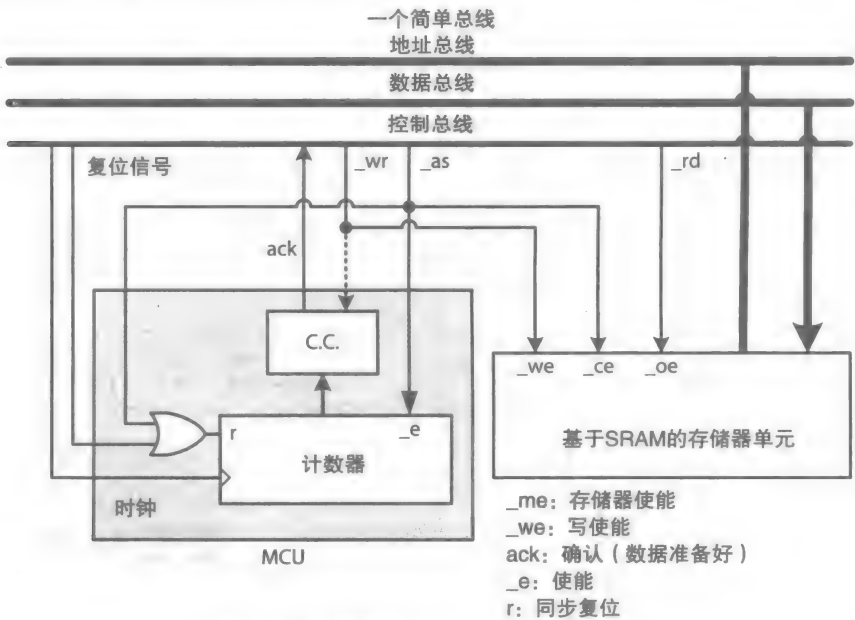 一个简单总线
地址总线
数据总线
控制总线
复位信号
_wr
_as
_rd
ack
C.C.
_we
_ce
_oe
r
_e
计数器
基于SRAM的存储器单元
时钟
MCU
_me：存储器使能
_we：写使能
ack：确认（数据准备好）
_e：使能
r：同步复位